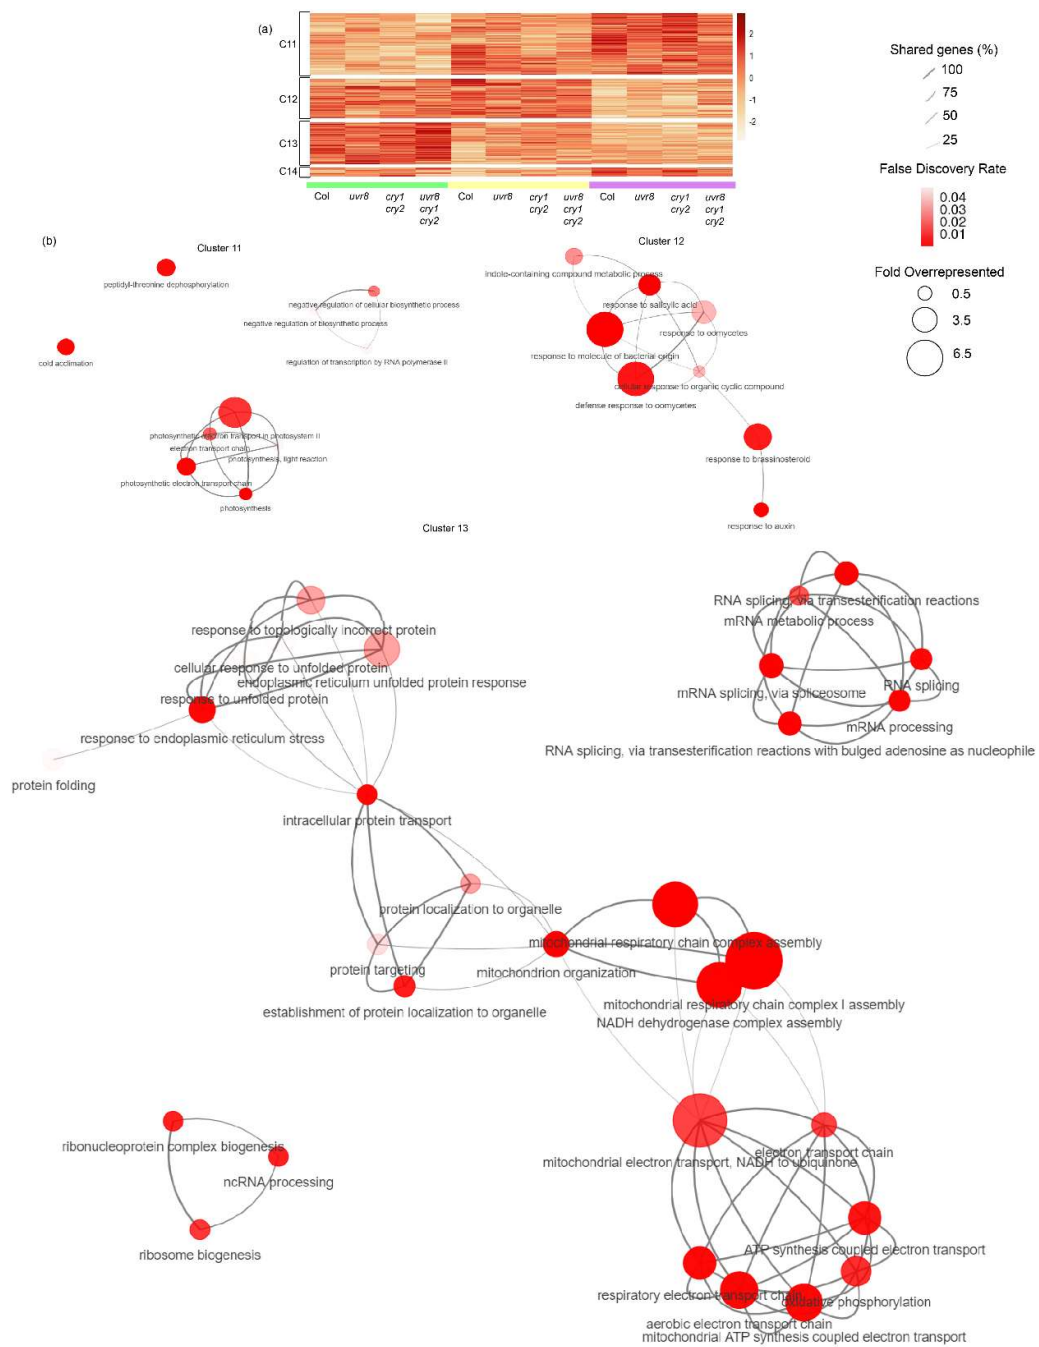 (a)
C11
C12
C13
C14
2
1
0
-1
-2
Col
uvr8
cry1
cry2
uvr8
cry1
cry2
Col
uvr8
cry1
cry2
uvr8
cry1
cry2
Col
uvr8
cry1
cry2
uvr8
cry1
cry2
Shared genes (%)
100
75
50
25
False Discovery Rate
0.04
0.03
0.02
0.01
Fold Overrepresented
0.5
3.5
6.5
(b)
Cluster 11
peptidyl-threonine dephosphorylation
negative regulation of cellular biosynthetic process
negative regulation of biosynthetic process
regulation of transcription by RNA polymerase II
cold acclimation
photosynthetic electron transport in photosystem II
electron transport chain
photosynthesis, light reaction
photosynthetic electron transport chain
photosynthesis
Cluster 12
indole-containing compound metabolic process
response to salicylic acid
response to oomycetes
response to molecule of bacterial origin
cellular response to organic cyclic compound
defense response to oomycetes
response to brassinosteroid
response to auxin
Cluster 13
response to topologically incorrect protein
cellular response to unfolded protein
endoplasmic reticulum unfolded protein response
response to unfolded protein
response to endoplasmic reticulum stress
protein folding
intracellular protein transport
protein localization to organelle
protein targeting
establishment of protein localization to organelle
RNA splicing, via transesterification reactions
mRNA metabolic process
mRNA splicing, via spliceosome
RNA splicing
mRNA processing
RNA splicing, via transesterification reactions with bulged adenosine as nucleophile
mitochondrial respiratory chain complex assembly
mitochondrion organization
mitochondrial respiratory chain complex I assembly
NADH dehydrogenase complex assembly
ribonucleoprotein complex biogenesis
ncRNA processing
ribosome biogenesis
electron transport chain
mitochondrial electron transport, NADH to ubiquinone
ATP synthesis coupled electron transport
respiratory electron transport chain
oxidative phosphorylation
aerobic electron transport chain
mitochondrial ATP synthesis coupled electron transport